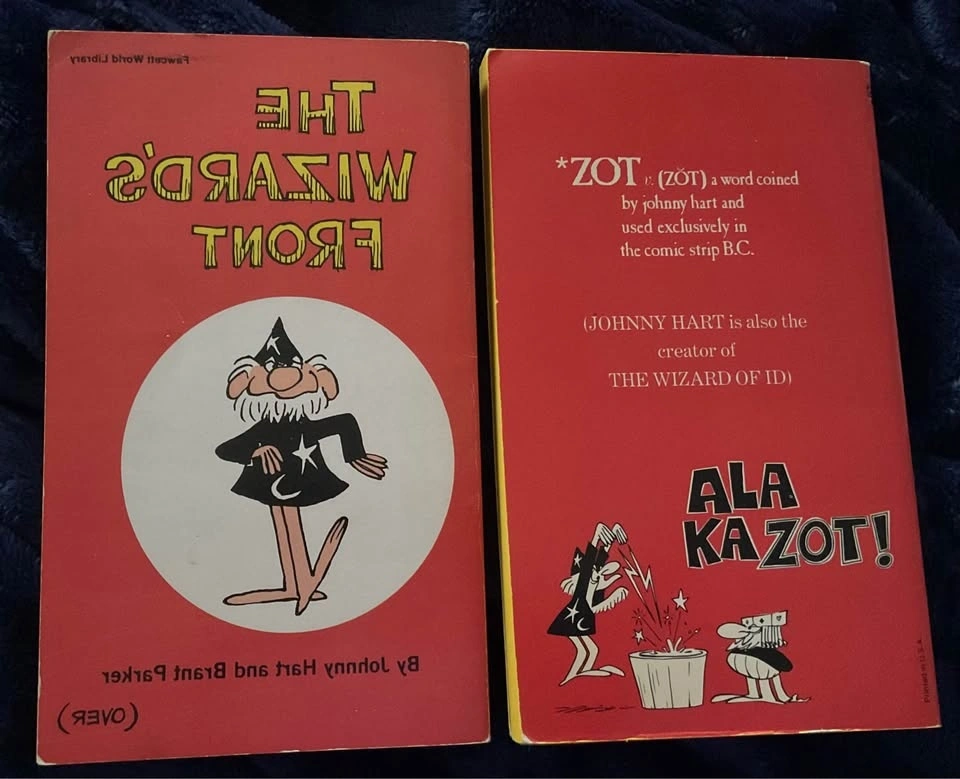 Fawcett World Library
THE
WIZARD'S
FRONT
By Johnny Hart and Brant Parker
(OVER)
*ZOT v. (ZŎT) a word coined
by johnny hart and
used exclusively in
the comic strip B.C.
(JOHNNY HART is also the
creator of
THE WIZARD OF ID)
ALA
KA ZOT!
Printed in U.S.A.